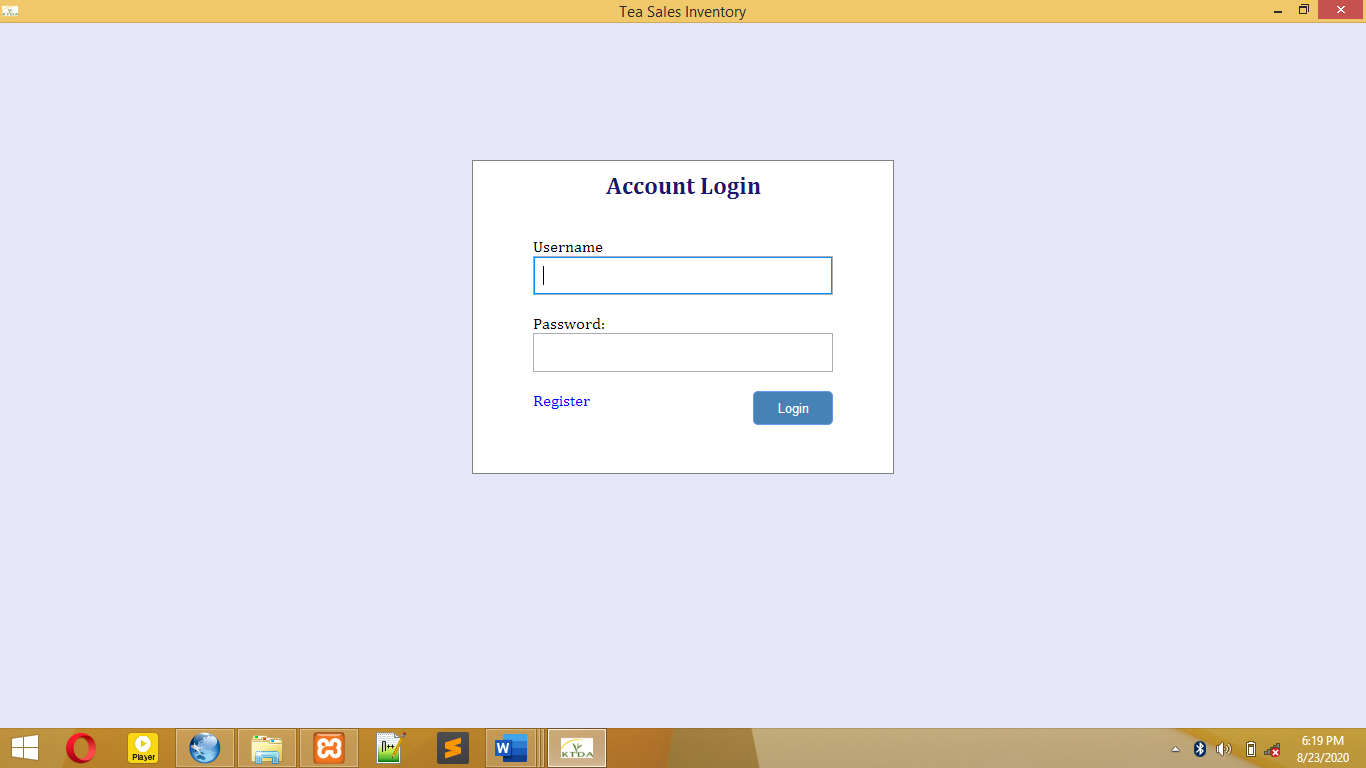 Tea Sales Inventory
Account Login
Username
Password:
Register
Login
Player
W
KTDA
6:19 PM
8/23/2020